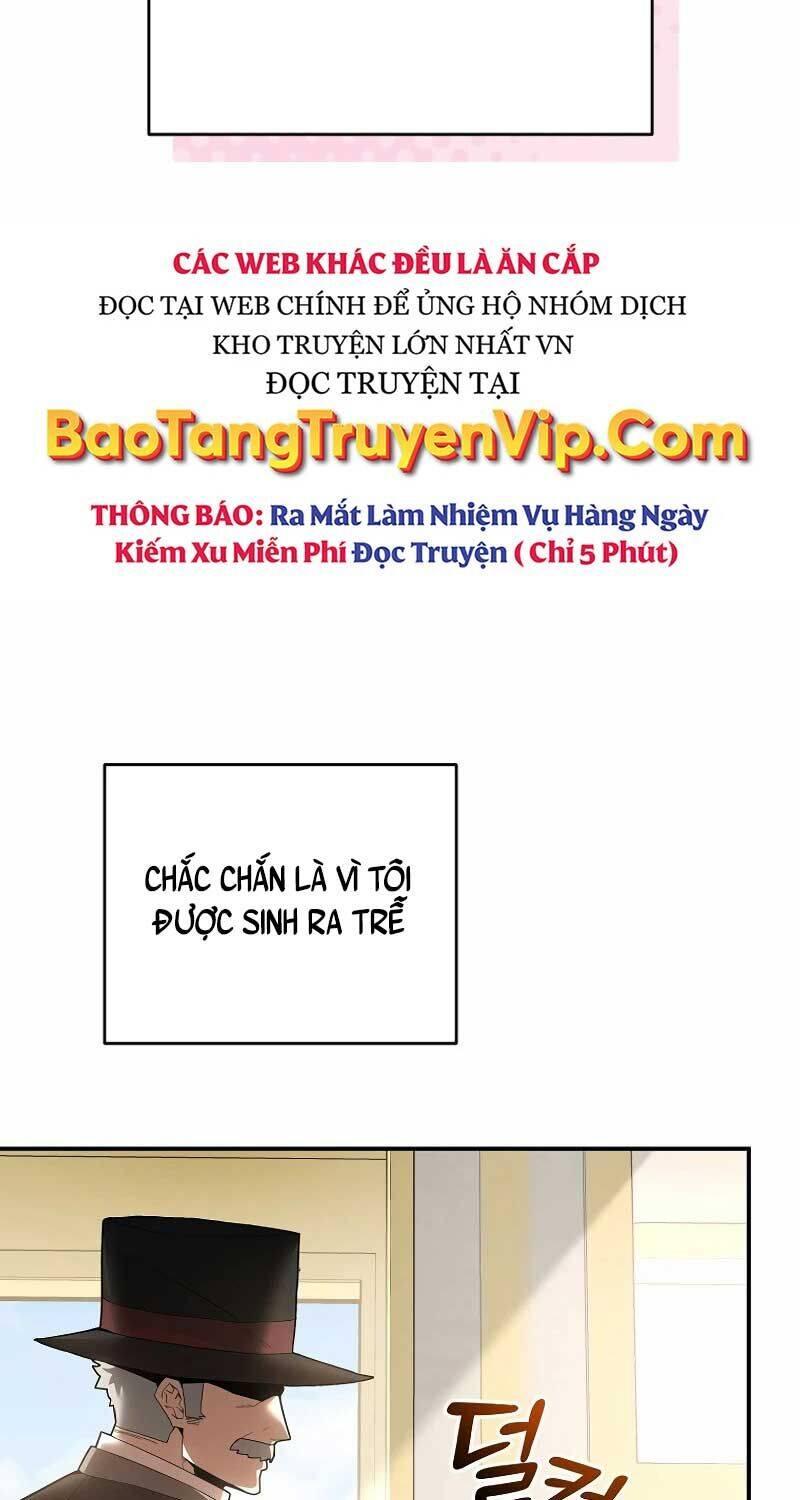 CÁC WEB KHÁC ĐỀU LÀ ĂN CẮP
ĐỌC TẠI WEB CHÍNH ĐỂ ỦNG HỘ NHÓM DỊCH
KHO TRUYỆN LỚN NHẤT VN
ĐỌC TRUYỆN TẠI
BaoTangTruyenVip.Com
THÔNG BÁO: Ra Mắt Làm Nhiệm Vụ Hàng Ngày
Kiếm Xu Miễn Phí Đọc Truyện ( Chỉ 5 Phút)
CHẮC CHẮN LÀ VÌ TÔI
ĐƯỢC SINH RA TRỄ
덜컥